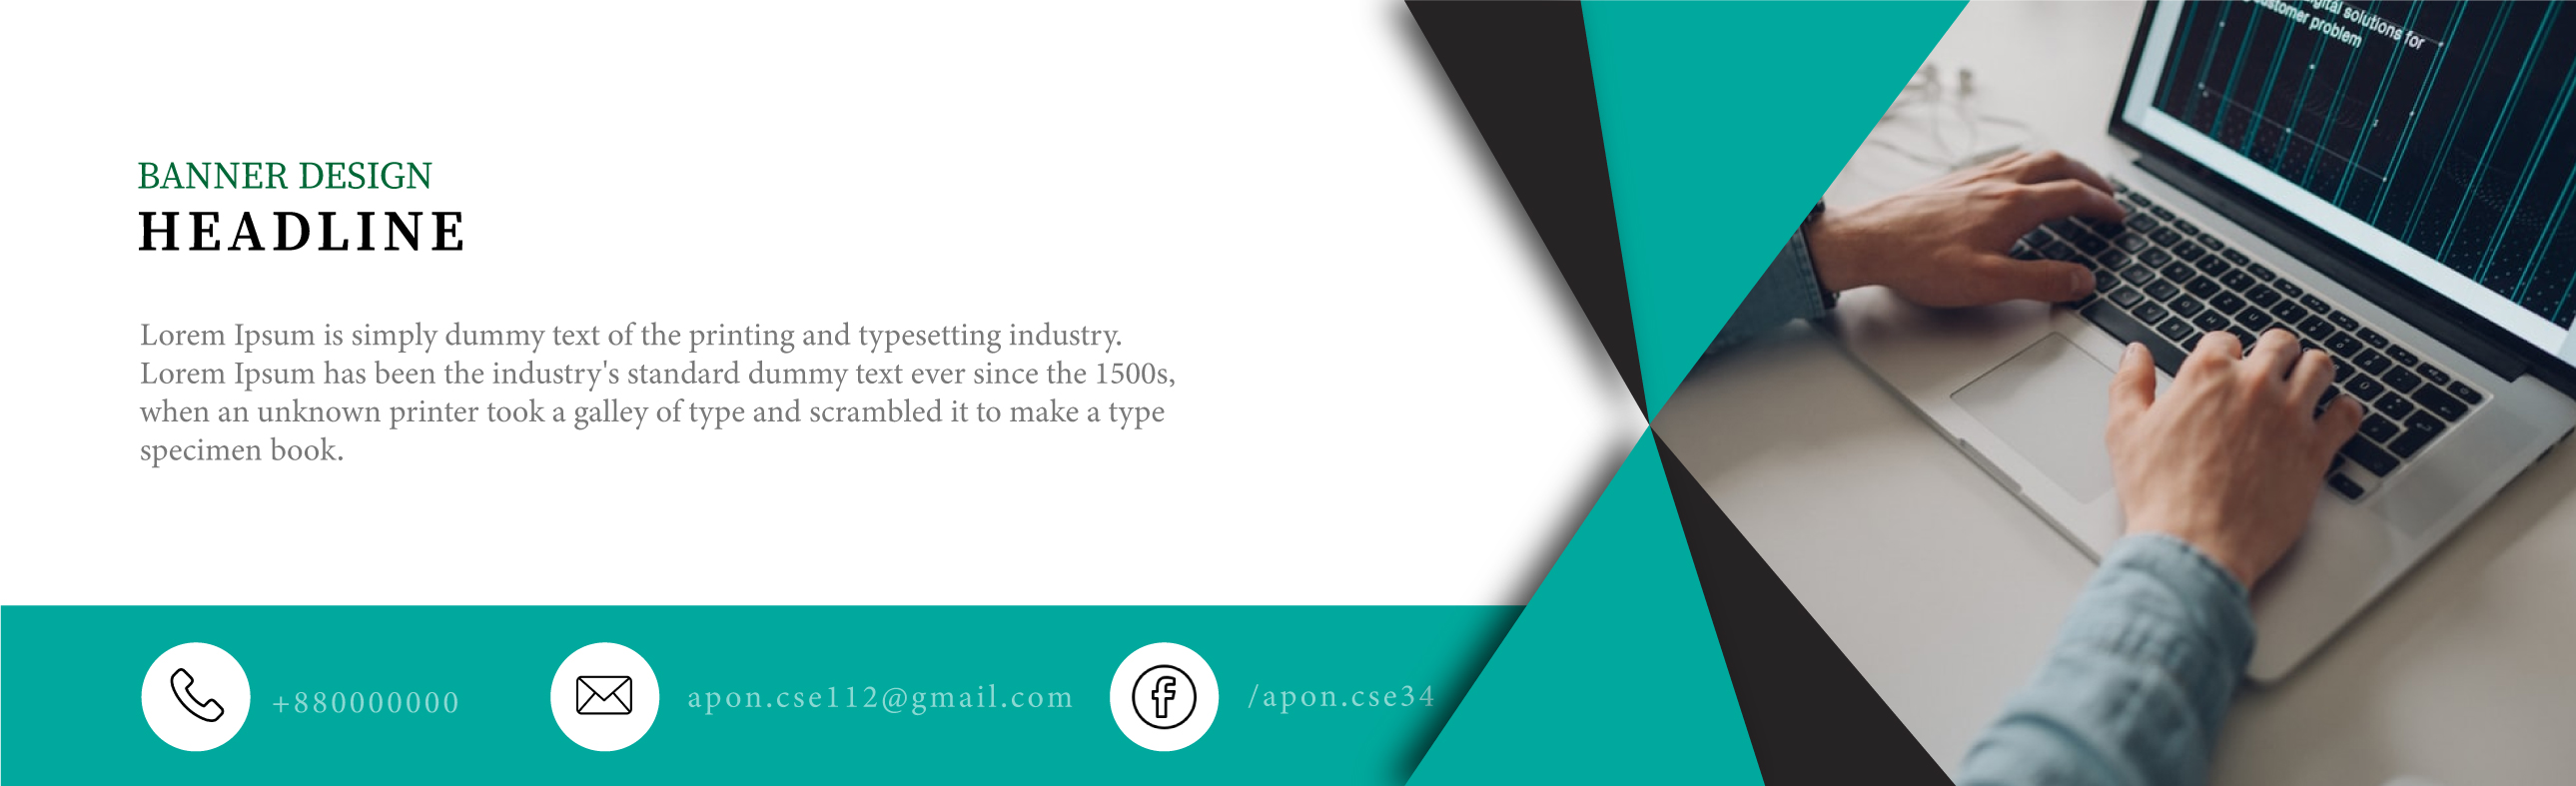 BANNER DESIGN
HEADLINE
Lorem Ipsum is simply dummy text of the printing and typesetting industry.
Lorem Ipsum has been the industry's standard dummy text ever since the 1500s,
when an unknown printer took a galley of type and scrambled it to make a type
specimen book.
+880000000
apon.cse112@gmail.com
/apon.cse34
solutions for
customer problem